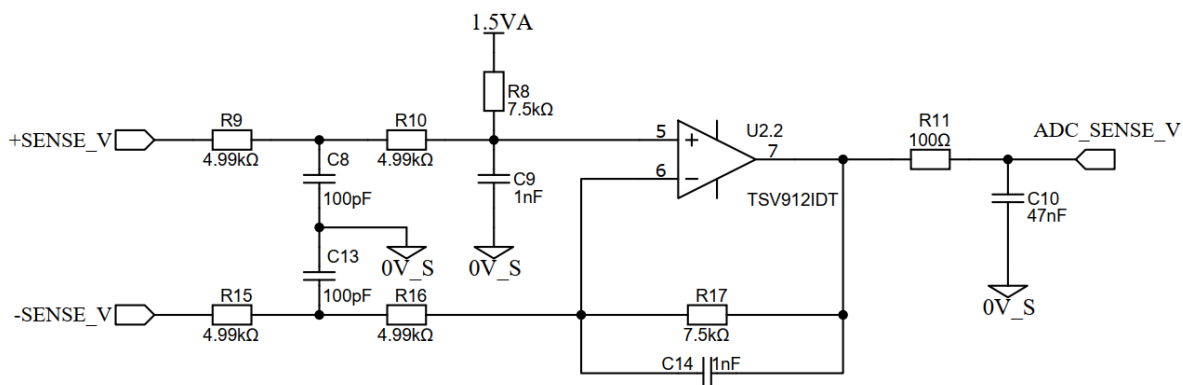 1.5VA
R8
7.5kΩ
+SENSE_V
R9
4.99kΩ
R10
4.99kΩ
C8
100pF
C9
1nF
5
6
7
+
−
U2.2
TSV912IDT
R11
100Ω
ADC_SENSE_V
C10
47nF
0V_S
0V_S
0V_S
C13
100pF
-SENSE_V
R15
4.99kΩ
R16
4.99kΩ
R17
7.5kΩ
C14
1nF